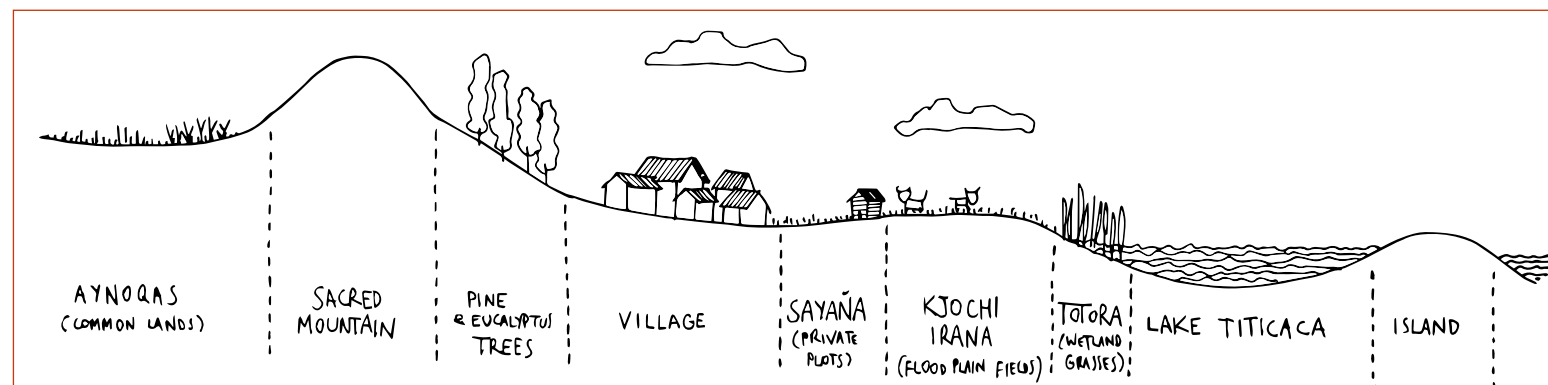 AYNOQAS
(COMMON LANDS)
SACRED
MOUNTAIN
PINE
& EUCALYPTUS
TREES
VILLAGE
SAYAÑA
(PRIVATE
PLOTS)
KJOCHI
IRANA
(FLOOD PLAIN FIELDS)
TOTORA
(WETLAND
GRASSES)
LAKE TITICACA
ISLAND